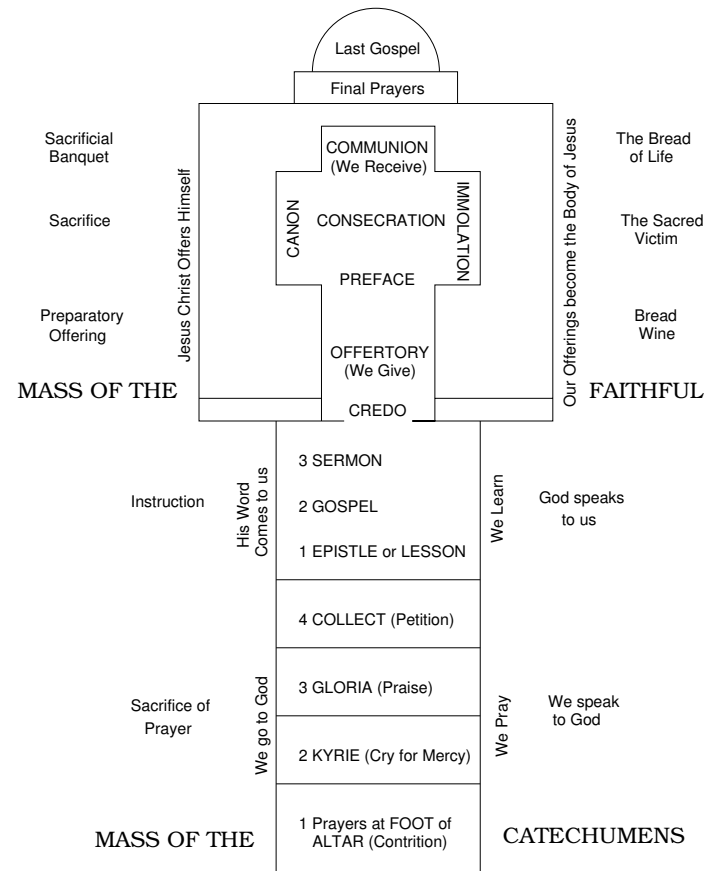 Last Gospel
Final Prayers
Sacrificial
Banquet
Jesus Christ Offers Himself
COMMUNION
(We Receive)
Our Offerings become the Body of Jesus
The Bread
of Life
Sacrifice
CANON
CONSECRATION
IMMOLATION
The Sacred
Victim
PREFACE
Preparatory
Offering
OFFERTORY
(We Give)
Bread
Wine
MASS OF THE
FAITHFUL
CREDO
Instruction
His Word
Comes to us
3 SERMON
2 GOSPEL
1 EPISTLE or LESSON
We Learn
God speaks
to us
4 COLLECT (Petition)
Sacrifice of
Prayer
We go to God
3 GLORIA (Praise)
2 KYRIE (Cry for Mercy)
We Pray
We speak
to God
MASS OF THE
1 Prayers at FOOT of
ALTAR (Contrition)
CATECHUMENS